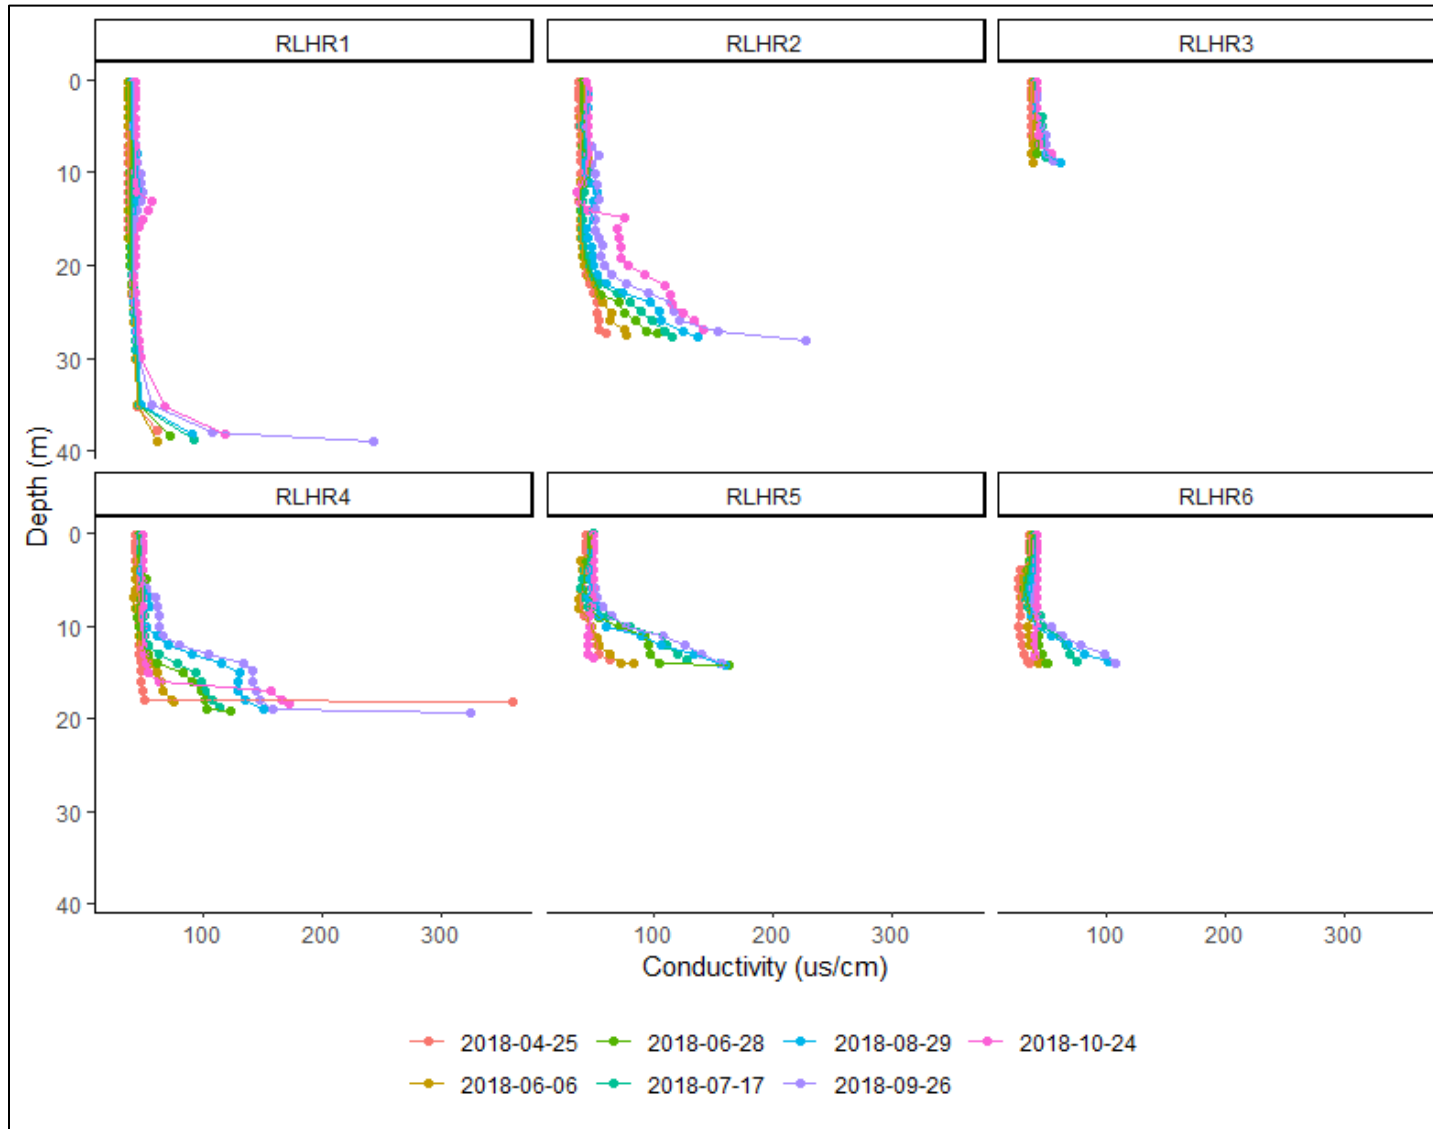 RLHR1 RLHR2 RLHR3
0
10
20
30
40
Depth (m)
RLHR4 RLHR5 RLHR6
0
10
20
30
40
100 200 300 100 200 300 100 200 300
Conductivity (us/cm)
2018-04-25 2018-06-28 2018-08-29 2018-10-24
2018-06-06 2018-07-17 2018-09-26